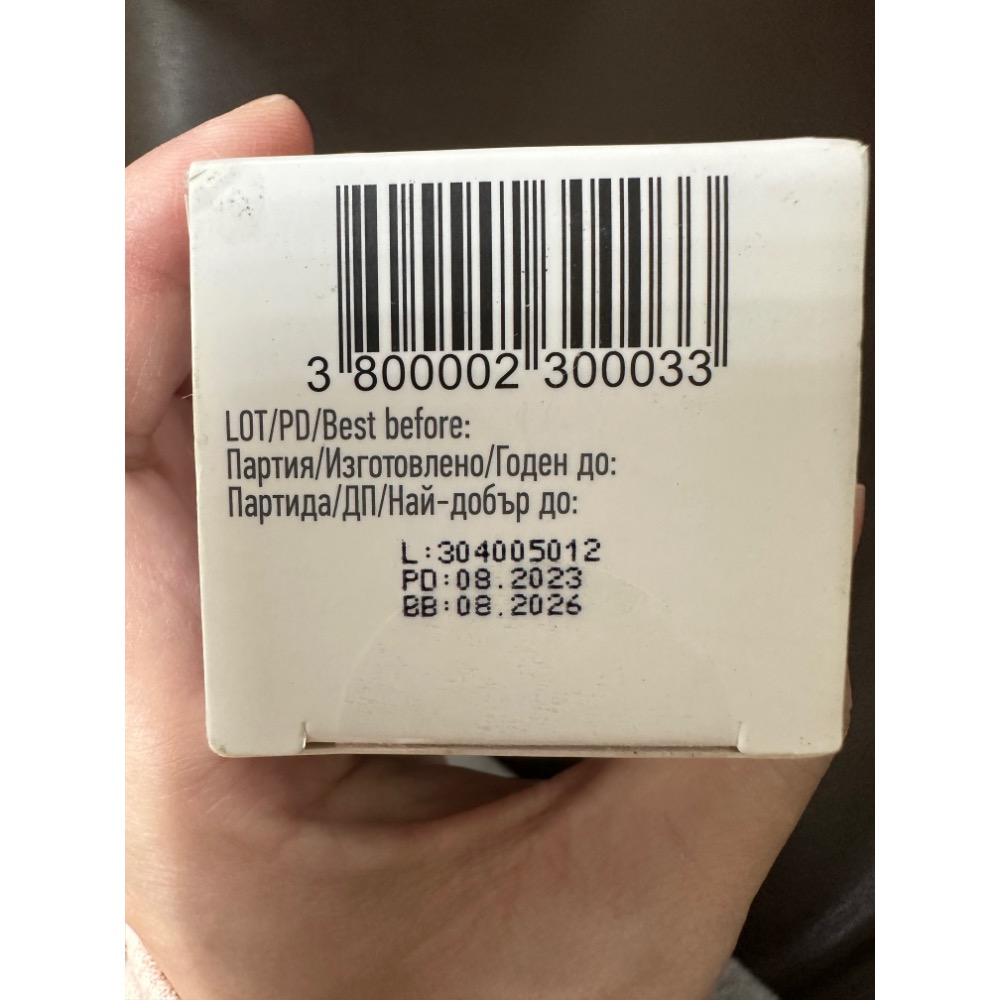 3 800002 300033
LOT/PD/Best before:
Партия/Изготовлено/Годен до:
Партида/ДП/Най-добър до:
L:304005012
PD:08.2023
BB:08.2026